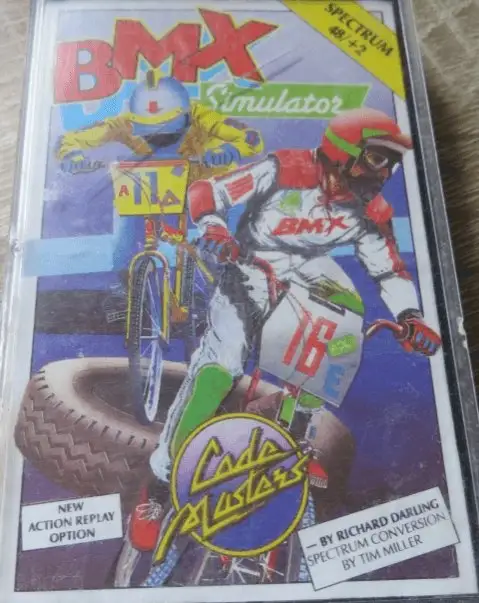 SPECTRUM
48/+2
BMX
Simulator
A 11
BMX
16
E
Code
Masters
NEW
ACTION REPLAY
OPTION
— BY RICHARD DARLING
SPECTRUM CONVERSION
BY TIM MILLER